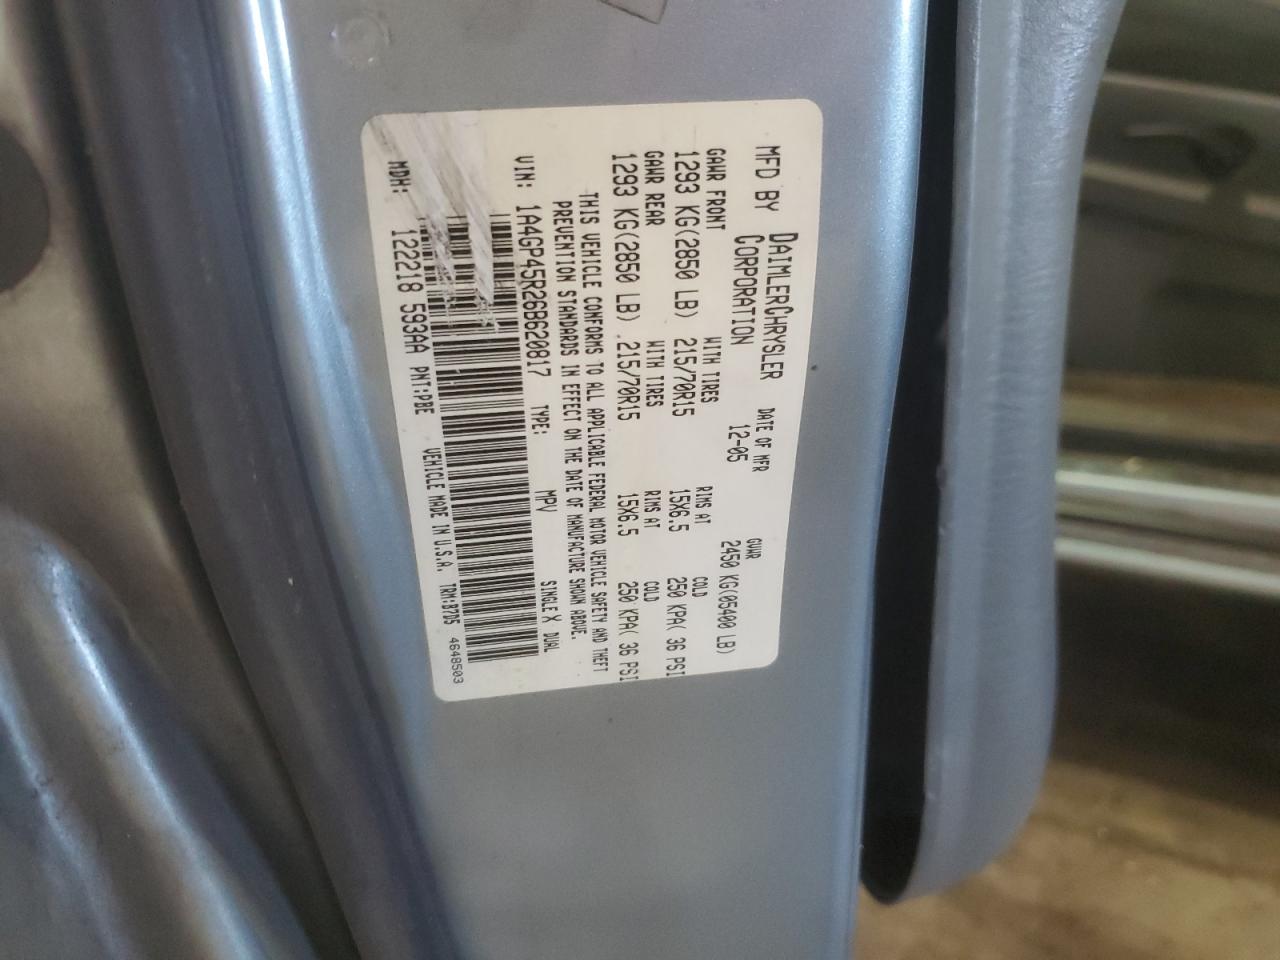 MFD BY DAIMLERCHRYSLER CORPORATION
DATE OF MFR 12-05
GVWR 2450 KG(05400 LB)
GAWR FRONT WITH TIRES RIMS AT COLD
1293 KG(2850 LB) 215/70R15 15X6.5 250 KPA( 36 PSI
GAWR REAR WITH TIRES RIMS AT COLD
1293 KG(2850 LB) 215/70R15 15X6.5 250 KPA( 36 PSI
THIS VEHICLE CONFORMS TO ALL APPLICABLE FEDERAL MOTOR VEHICLE SAFETY AND THEFT
PREVENTION STANDARDS IN EFFECT ON THE DATE OF MANUFACTURE SHOWN ABOVE.
VIN: 1A4GP45R26B620817 TYPE: MPV SINGLE X DUAL
MDH: 122218 593AA PNT:PBE VEHICLE MADE IN U.S.A. TRM:B7D5 4648503